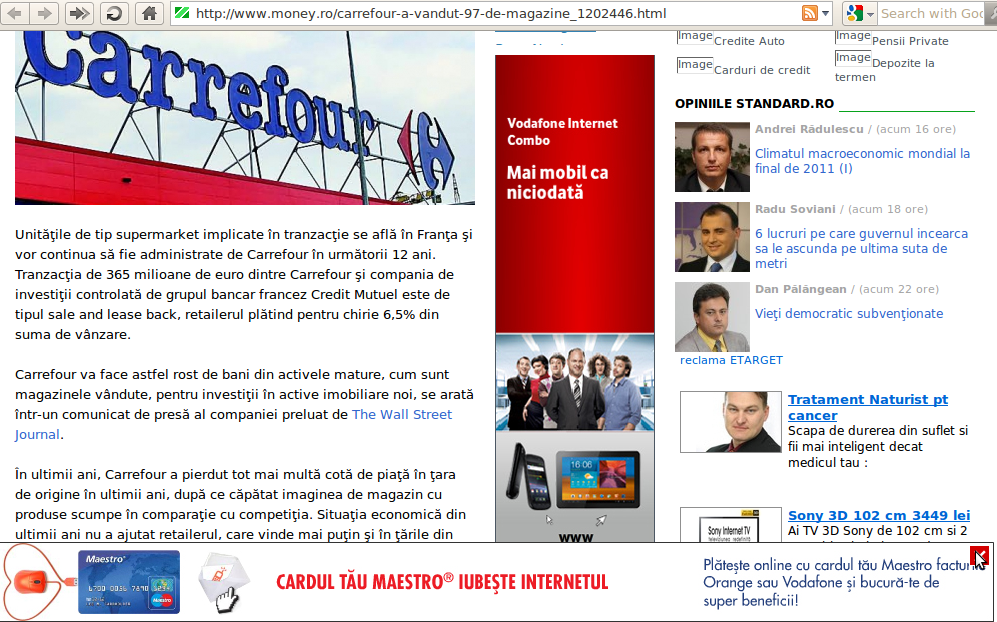 http://www.money.ro/carrefour-a-vandut-97-de-magazine_1202446.html
Search with Goo
Carrefour
Unităţile de tip supermarket implicate în tranzacţie se află în Franţa şi
vor continua să fie administrate de Carrefour în următorii 12 ani.
Tranzacţia de 365 milioane de euro dintre Carrefour şi compania de
investiţii controlată de grupul bancar francez Credit Mutuel este de
tipul sale and lease back, retailerul plătind pentru chirie 6,5% din
suma de vânzare.
Carrefour va face astfel rost de bani din activele mature, cum sunt
magazinele vândute, pentru investiţii în active imobiliare noi, se arată
într-un comunicat de presă al companiei preluat de The Wall Street
Journal.
În ultimii ani, Carrefour a pierdut tot mai multă cotă de piaţă în ţara
de origine în ultimii ani, după ce căpătat imaginea de magazin cu
produse scumpe în comparaţie cu competiţia. Situaţia economică din
ultimii ani nu a ajutat retailerul, care vinde mai puţin şi în ţările din
Vodafone Internet
Combo
Mai mobil ca
niciodată
16:06
www
Image Credite Auto
Image Pensii Private
Image Carduri de credit
Image Depozite la
termen
OPINIILE STANDARD.RO
Andrei Rădulescu / (acum 16 ore)
Climatul macroeconomic mondial la
final de 2011 (I)
Radu Soviani / (acum 18 ore)
6 lucruri pe care guvernul incearca
sa le ascunda pe ultima suta de
metri
Dan Pălângean / (acum 22 ore)
Vieţi democratic subvenţionate
reclama ETARGET
Tratament Naturist pt
cancer
Scapa de durerea din suflet si
fii mai inteligent decat
medicul tau :
Sony Internet TV
Sony 3D 102 cm 3449 lei
Ai TV 3D Sony de 102 cm si 2
Maestro
Maestro
CARDUL TĂU MAESTRO® IUBEŞTE INTERNETUL
Plăteşte online cu cardul tău Maestro facturile
Orange sau Vodafone şi bucură-te de
super beneficii!